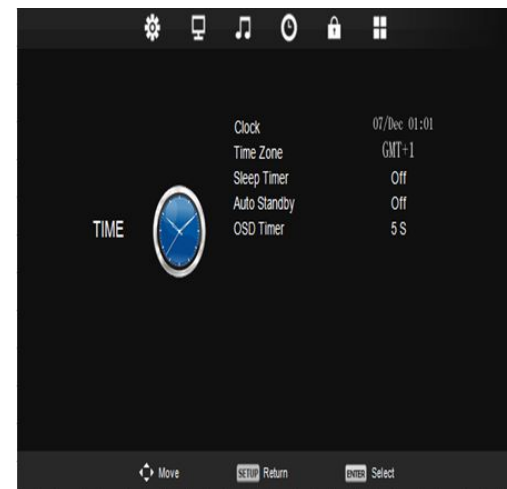 Clock 07/Dec 01:01
Time Zone GMT+1
Sleep Timer Off
Auto Standby Off
TIME
OSD Timer 5 S
Move SETUP Return ENTER Select